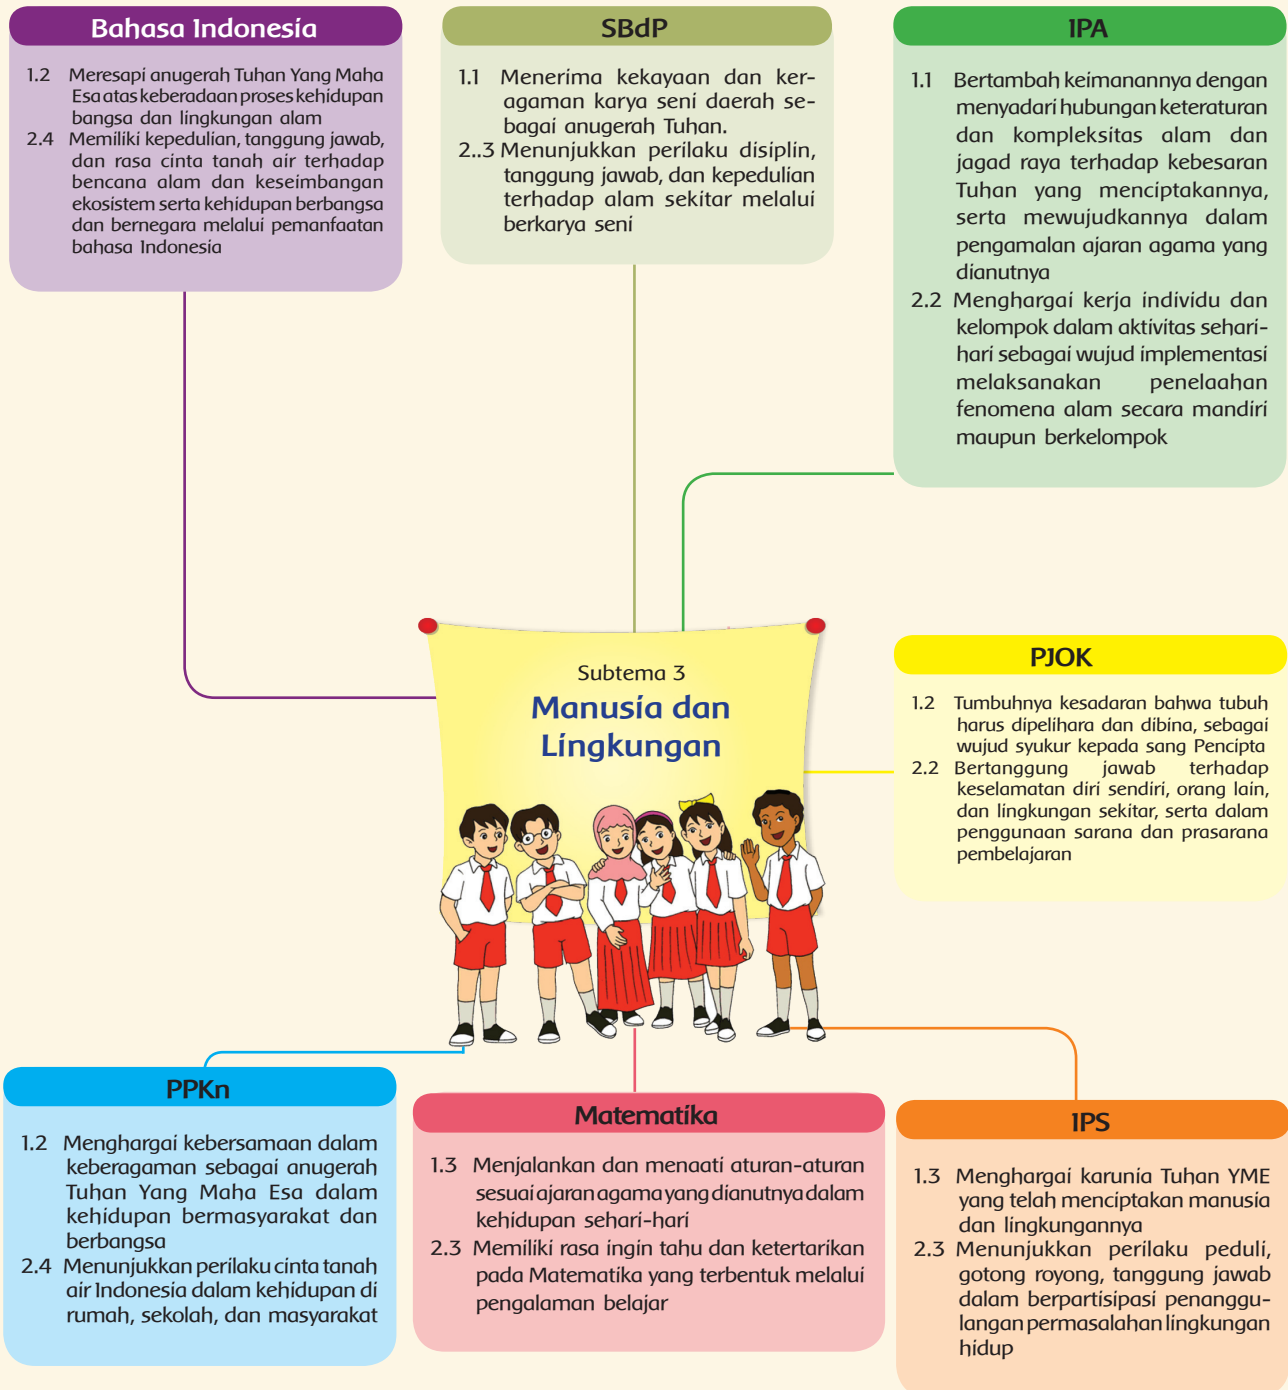 Bahasa Indonesia
1.2 Meresapi anugerah Tuhan Yang Maha
Esa atas keberadaan proses kehidupan
bangsa dan lingkungan alam
2.4 Memiliki kepedulian, tanggung jawab,
dan rasa cinta tanah air terhadap
bencana alam dan keseimbangan
ekosistem serta kehidupan berbangsa
dan bernegara melalui pemanfaatan
bahasa Indonesia
SBdP
1.1 Menerima kekayaan dan ker-
agaman karya seni daerah se-
bagai anugerah Tuhan.
2..3 Menunjukkan perilaku disiplin,
tanggung jawab, dan kepedulian
terhadap alam sekitar melalui
berkarya seni
IPA
1.1 Bertambah keimanannya dengan
menyadari hubungan keteraturan
dan kompleksitas alam dan
jagad raya terhadap kebesaran
Tuhan yang menciptakannya,
serta mewujudkannya dalam
pengamalan ajaran agama yang
dianutnya
2.2 Menghargai kerja individu dan
kelompok dalam aktivitas sehari-
hari sebagai wujud implementasi
melaksanakan penelaahan
fenomena alam secara mandiri
maupun berkelompok
Subtema 3
Manusia dan
Lingkungan
PJOK
1.2 Tumbuhnya kesadaran bahwa tubuh
harus dipelihara dan dibina, sebagai
wujud syukur kepada sang Pencipta
2.2 Bertanggung jawab terhadap
keselamatan diri sendiri, orang lain,
dan lingkungan sekitar, serta dalam
penggunaan sarana dan prasarana
pembelajaran
PPKn
1.2 Menghargai kebersamaan dalam
keberagaman sebagai anugerah
Tuhan Yang Maha Esa dalam
kehidupan bermasyarakat dan
berbangsa
2.4 Menunjukkan perilaku cinta tanah
air Indonesia dalam kehidupan di
rumah, sekolah, dan masyarakat
Matematika
1.3 Menjalankan dan menaati aturan-aturan
sesuai ajaran agama yang dianutnya dalam
kehidupan sehari-hari
2.3 Memiliki rasa ingin tahu dan ketertarikan
pada Matematika yang terbentuk melalui
pengalaman belajar
IPS
1.3 Menghargai karunia Tuhan YME
yang telah menciptakan manusia
dan lingkungannya
2.3 Menunjukkan perilaku peduli,
gotong royong, tanggung jawab
dalam berpartisipasi penanggu-
langan permasalahan lingkungan
hidup